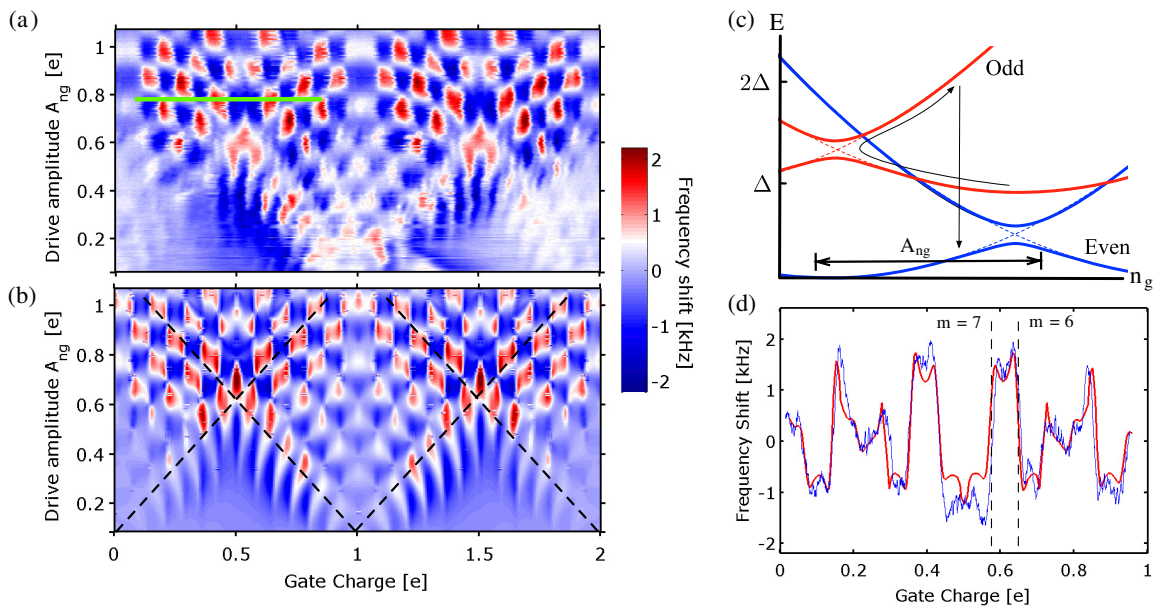 (a)
Drive amplitude A_ng [e]
1
0.8
0.6
0.4
0.2
(b)
Drive amplitude A_ng [e]
1
0.8
0.6
0.4
0.2
0 0.5 1 1.5 2
Gate Charge [e]
2
1
0
-1
-2
Frequency shift [kHz]
(c)
E
2Δ
Δ
Odd
Even
A_ng
n_g
(d)
m = 7 m = 6
Frequency Shift [kHz]
2
1
0
-1
-2
0 0.2 0.4 0.6 0.8 1
Gate Charge [e]